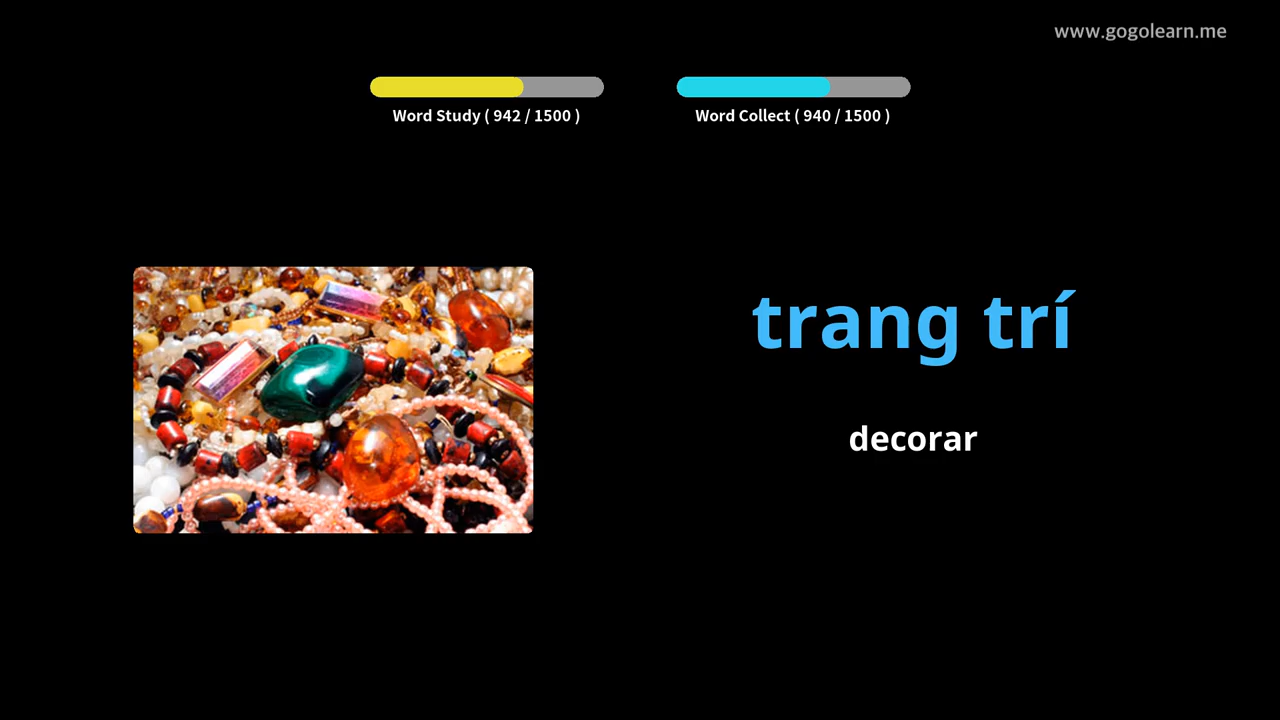 www.gogolearn.me
Word Study ( 942 / 1500 )
Word Collect ( 940 / 1500 )
trang trí
decorar